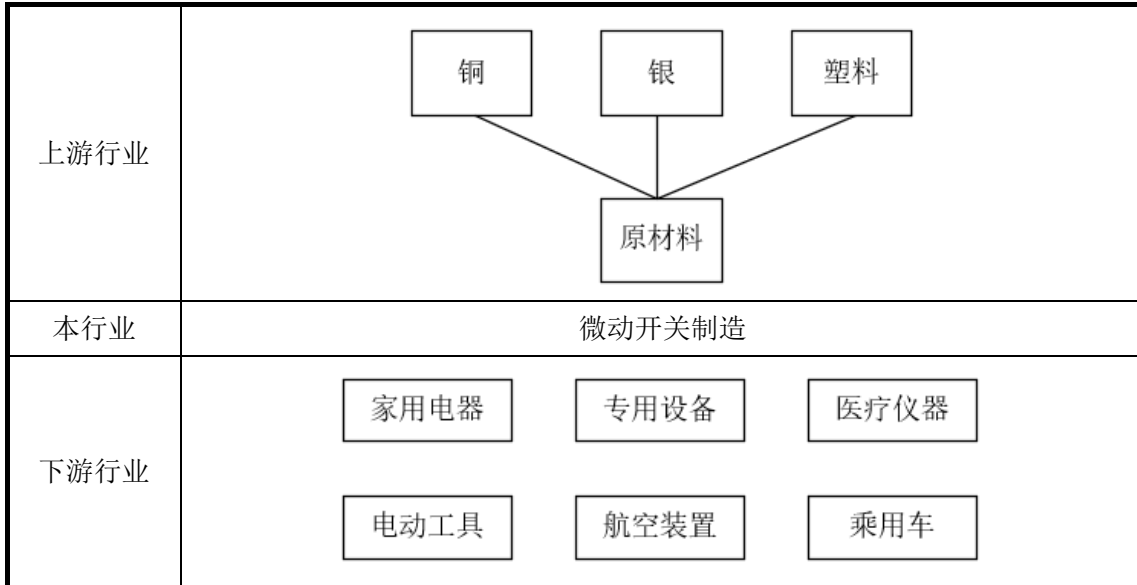 铜 银 塑料
上游行业
原材料
本行业 微动开关制造
家用电器 专用设备 医疗仪器
下游行业
电动工具 航空装置 乘用车